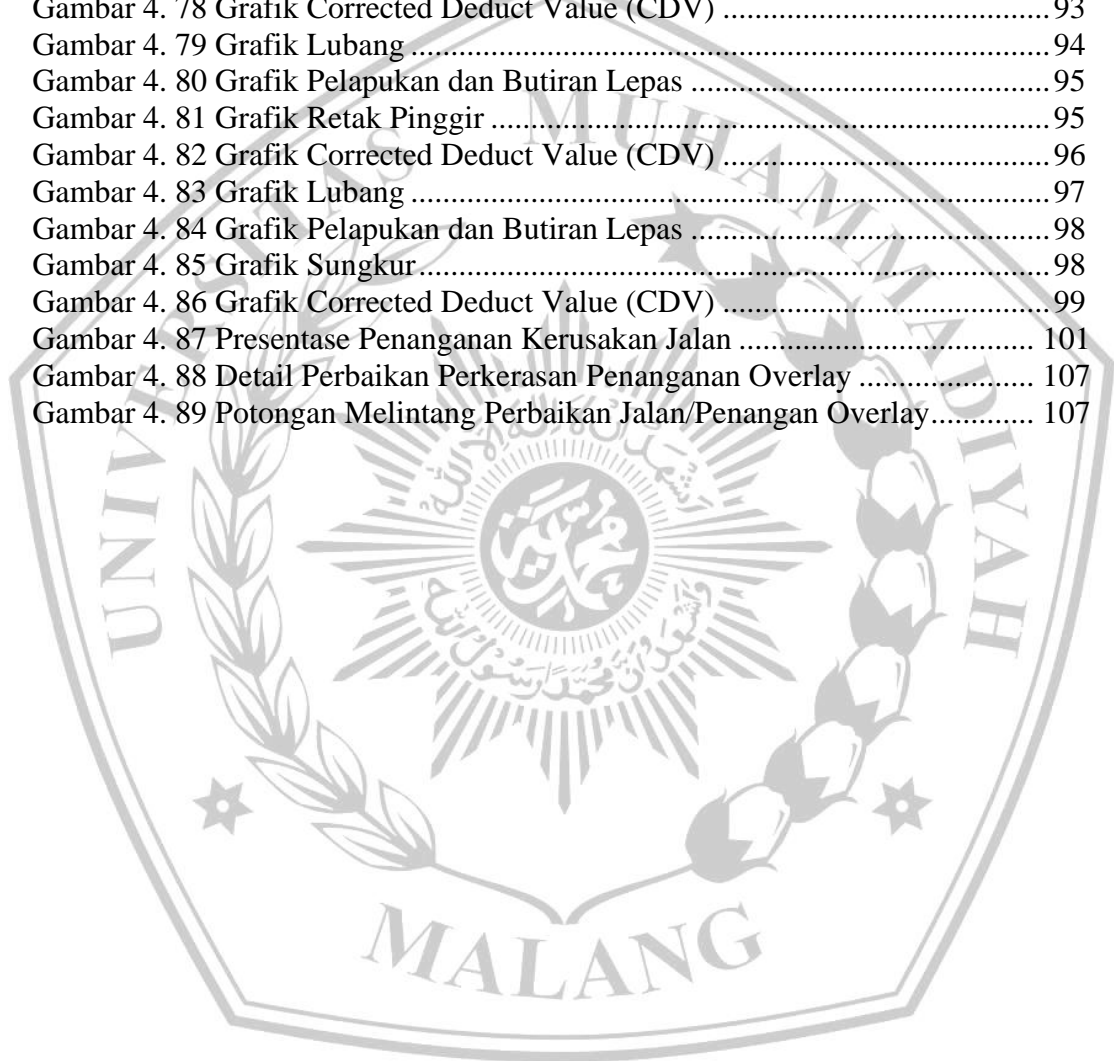 Gambar 4. 78 Grafik Corrected Deduct Value (CDV) ....................................... 93
Gambar 4. 79 Grafik Lubang ............................................................................. 94
Gambar 4. 80 Grafik Pelapukan dan Butiran Lepas ........................................... 95
Gambar 4. 81 Grafik Retak Pinggir .................................................................... 95
Gambar 4. 82 Grafik Corrected Deduct Value (CDV) ....................................... 96
Gambar 4. 83 Grafik Lubang ............................................................................. 97
Gambar 4. 84 Grafik Pelapukan dan Butiran Lepas ........................................... 98
Gambar 4. 85 Grafik Sungkur ............................................................................ 98
Gambar 4. 86 Grafik Corrected Deduct Value (CDV) ....................................... 99
Gambar 4. 87 Presentase Penanganan Kerusakan Jalan ................................... 101
Gambar 4. 88 Detail Perbaikan Perkerasan Penanganan Overlay ..................... 107
Gambar 4. 89 Potongan Melintang Perbaikan Jalan/Penangan Overlay............. 107
UNIVERSITAS MUHAMMADIYAH
MALANG